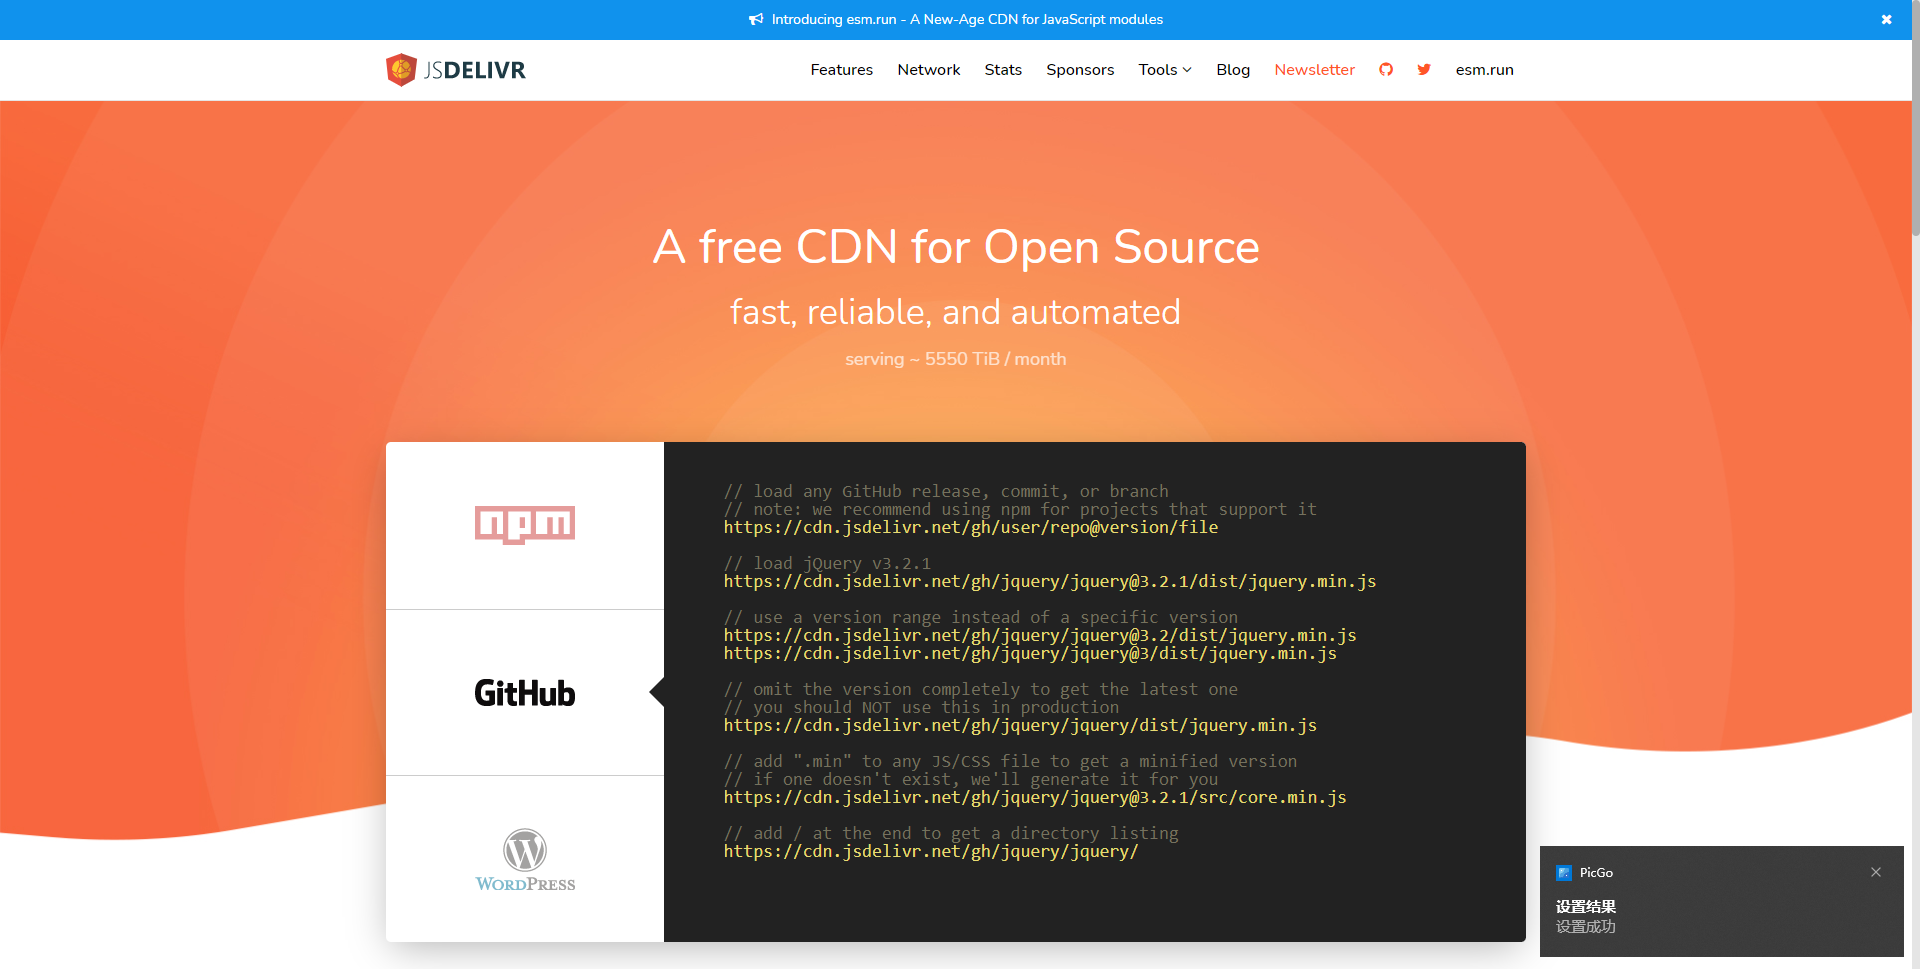 Introducing esm.run - A New-Age CDN for JavaScript modules
JSDELIVR
Features Network Stats Sponsors Tools Blog Newsletter esm.run
A free CDN for Open Source
fast, reliable, and automated
serving ~ 5550 TiB / month
npm
GitHub
WORDPRESS
// load any GitHub release, commit, or branch
// note: we recommend using npm for projects that support it
https://cdn.jsdelivr.net/gh/user/repo@version/file
// load jQuery v3.2.1
https://cdn.jsdelivr.net/gh/jquery/jquery@3.2.1/dist/jquery.min.js
// use a version range instead of a specific version
https://cdn.jsdelivr.net/gh/jquery/jquery@3.2/dist/jquery.min.js
https://cdn.jsdelivr.net/gh/jquery/jquery@3/dist/jquery.min.js
// omit the version completely to get the latest one
// you should NOT use this in production
https://cdn.jsdelivr.net/gh/jquery/jquery/dist/jquery.min.js
// add ".min" to any JS/CSS file to get a minified version
// if one doesn't exist, we'll generate it for you
https://cdn.jsdelivr.net/gh/jquery/jquery@3.2.1/src/core.min.js
// add / at the end to get a directory listing
https://cdn.jsdelivr.net/gh/jquery/jquery/
PicGo
设置结果
设置成功